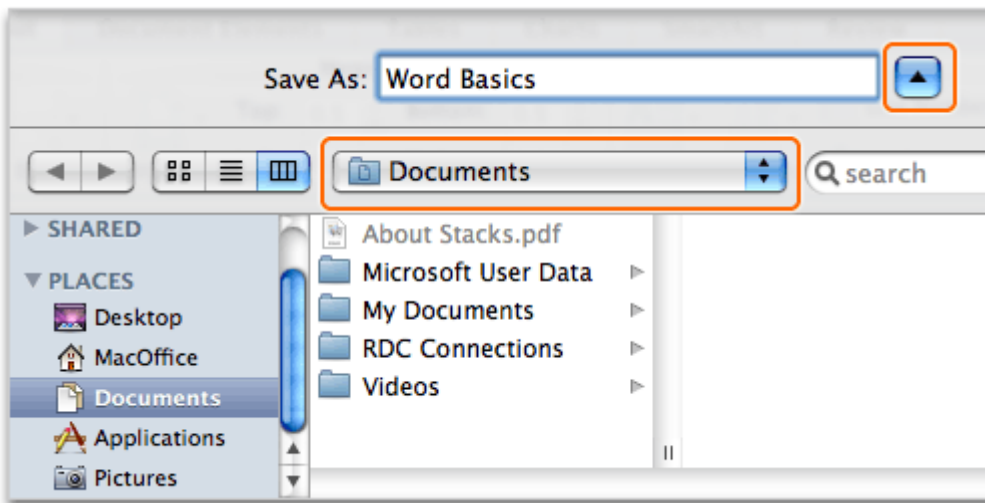 Save As: Word Basics
Documents
search
SHARED
PLACES
Desktop
MacOffice
Documents
Applications
Pictures
About Stacks.pdf
Microsoft User Data
My Documents
RDC Connections
Videos